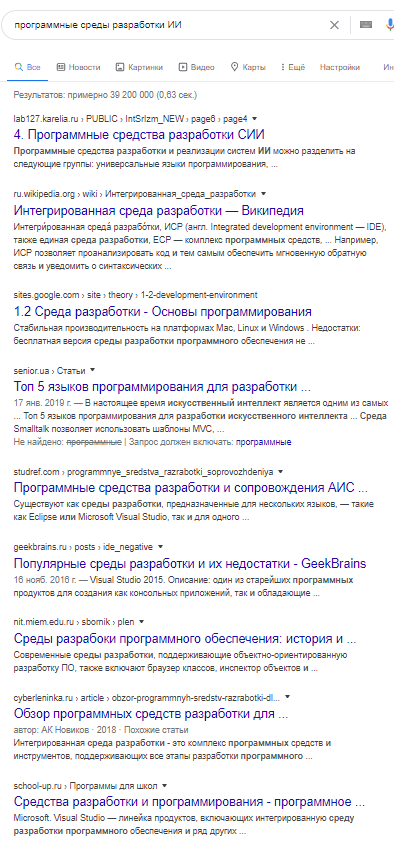 программные среды разработки ИИ
Все Новости Картинки Видео Карты Ещё Настройки Ин
Результатов: примерно 39 200 000 (0,63 сек.)
lab127.karelia.ru › PUBLIC › IntSrIzm_NEW › page6 › page4
4. Программные средства разработки СИИ
Программные средства разработки и реализации систем ИИ можно разделить на
следующие группы: универсальные языки программирования, ...
ru.wikipedia.org › wiki › Интегрированная_среда_разработки
Интегрированная среда разработки — Википедия
Интегри́рованная среда́ разрабо́тки, ИСP (англ. Integrated development environment — IDE),
также единая среда разработки, ЕСР — комплекс программных средств, ... Например,
ИСР позволяет проанализировать код и тем самым обеспечить мгновенную обратную
связь и уведомить о синтаксических ...
sites.google.com › site › theory › 1-2-development-environment
1.2 Среда разработки - Основы программирования
Стабильная производительность на платформах Mac, Linux и Windows . Недостатки:
бесплатная версия среды разработки программного обеспечения не ...
senior.ua › Статьи
Топ 5 языков программирования для разработки ...
17 янв. 2019 г. — В настоящее время искусственный интеллект является одним из самых
... Топ 5 языков программирования для разработки искусственного интеллекта ... Среда
Smalltalk позволяет использовать шаблоны MVC, ...
Не найдено: программные | Запрос должен включать: программные
studref.com › programmnye_sredstva_razrabotki_soprovozhdeniya
Программные средства разработки и сопровождения АИС ...
Существуют как среды разработки, предназначенные для нескольких языков, — такие
как Eclipse или Microsoft Visual Studio, так и для одного ...
geekbrains.ru › posts › ide_negative
Популярные среды разработки и их недостатки - GeekBrains
16 нояб. 2016 г. — Visual Studio 2015. Описание: один из старейших программных
продуктов для создания как консольных приложений, так и обладающие ...
nit.miem.edu.ru › sbornik › plen
Среды разрабоки программного обеспечения: история и ...
Современные среды разработки, поддерживающие объектно-ориентированную
разработку ПО, также включают браузер классов, инспектор объектов и ...
cyberleninka.ru › article › obzor-programmnyh-sredstv-razrabotki-dl...
Обзор программных средств разработки для ...
автор: АК Новиков · 2018 · Похожие статьи
Интегрированная среда разработки - это комплекс программных средств и
инструментов, поддерживающих все этапы разработки программного ...
school-up.ru › Программы для школ
Средства разработки и программирования - программное ...
Microsoft. Visual Studio — линейка продуктов, включающих интегрированную среду
разработки программного обеспечения и ряд других ...